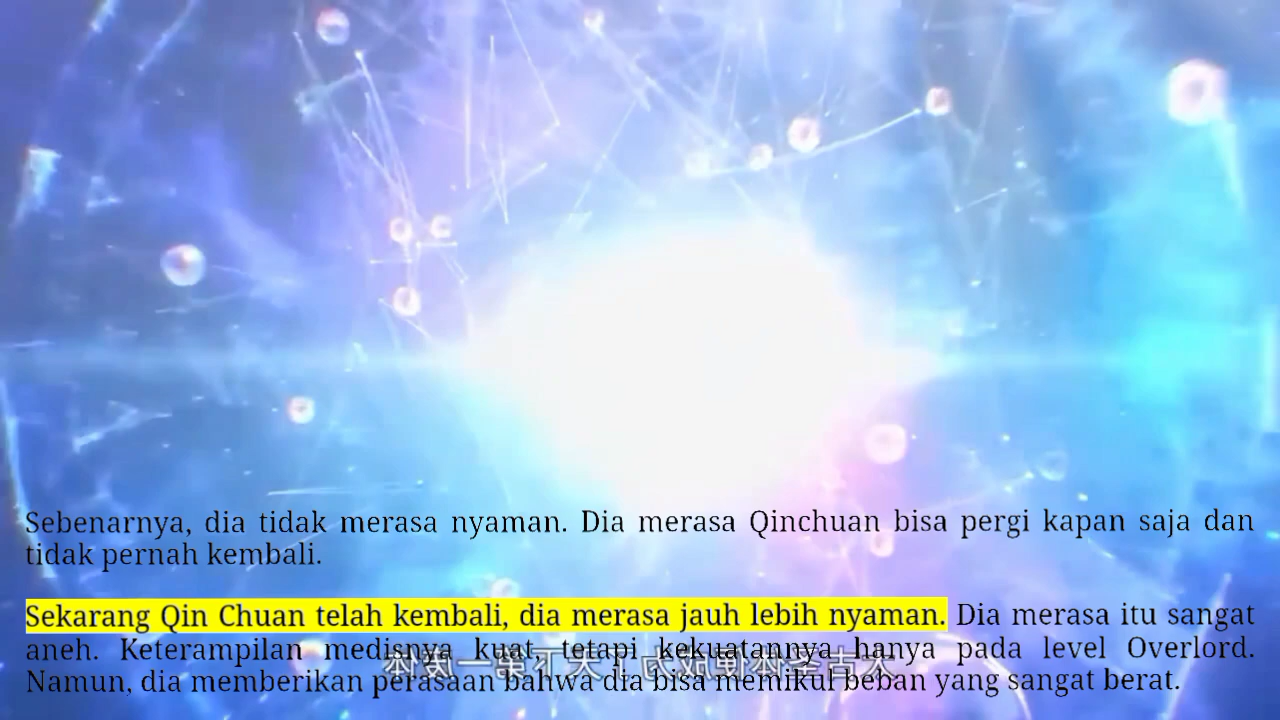 Sebenarnya, dia tidak merasa nyaman. Dia merasa Qinchuan bisa pergi kapan saja dan
tidak pernah kembali.
Sekarang Qin Chuan telah kembali, dia merasa jauh lebih nyaman. Dia merasa itu sangat
aneh. Keterampilan medisnya kuat, tetapi kekuatannya hanya pada level Overlord.
Namun, dia memberikan perasaan bahwa dia bisa memikul beban yang sangat berat.